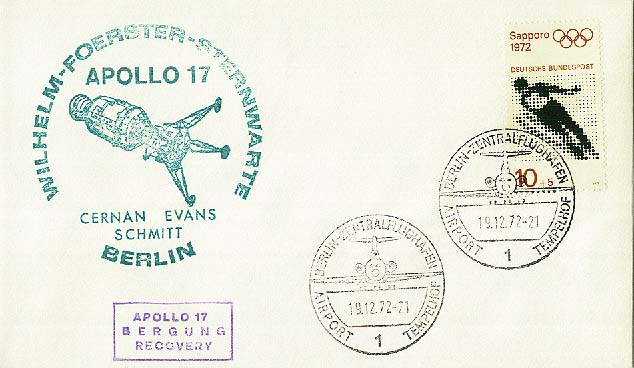 WILHELM-FOERSTER-STERNWARTE
APOLLO 17
CERNAN EVANS
SCHMITT
BERLIN
APOLLO 17
BERGUNG
RECOVERY
Sapporo
1972
DEUTSCHE BUNDESPOST
10+5
BERLIN-ZENTRALFLUGHAFEN
19.12.72-21
AIRPORT 1 TEMPELHOF
BERLIN-ZENTRALFLUGHAFEN
19.12.72-21
AIRPORT 1 TEMPELHOF